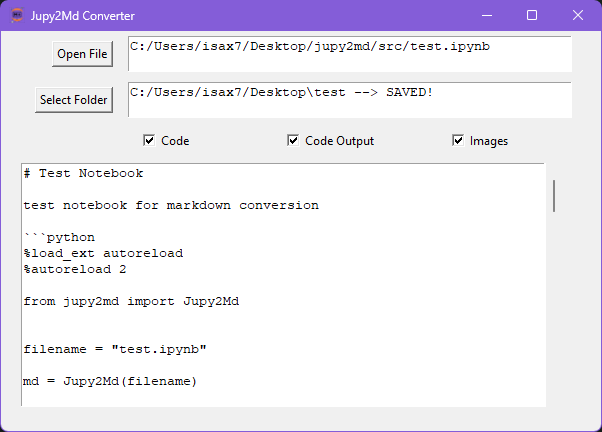 Jupy2Md Converter
Open File
C:/Users/isax7/Desktop/jupy2md/src/test.ipynb
Select Folder
C:/Users/isax7/Desktop\test --> SAVED!
Code
Code Output
Images
# Test Notebook
test notebook for markdown conversion
```python
%load_ext autoreload
%autoreload 2
from jupy2md import Jupy2Md
filename = "test.ipynb"
md = Jupy2Md(filename)